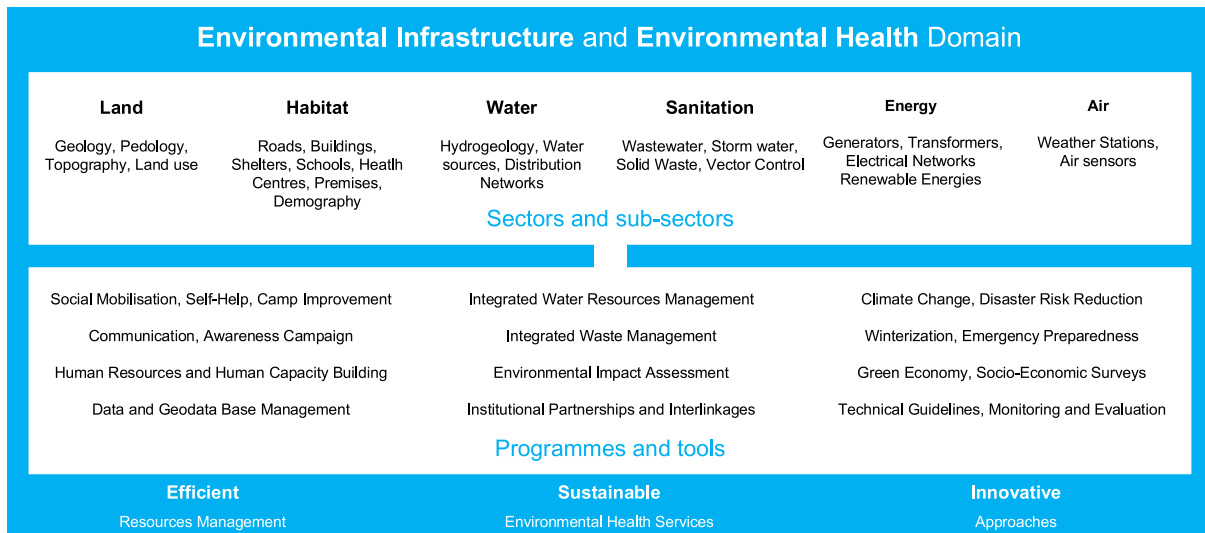 Environmental Infrastructure and Environmental Health Domain
Land
Geology, Pedology,
Topography, Land use
Habitat
Roads, Buildings,
Shelters, Schools, Heatlh
Centres, Premises,
Demography
Water
Hydrogeology, Water
sources, Distribution
Networks
Sanitation
Wastewater, Storm water,
Solid Waste, Vector Control
Energy
Generators, Transformers,
Electrical Networks
Renewable Energies
Air
Weather Stations,
Air sensors
Sectors and sub-sectors
Social Mobilisation, Self-Help, Camp Improvement
Communication, Awareness Campaign
Human Resources and Human Capacity Building
Data and Geodata Base Management
Integrated Water Resources Management
Integrated Waste Management
Environmental Impact Assessment
Institutional Partnerships and Interlinkages
Climate Change, Disaster Risk Reduction
Winterization, Emergency Preparedness
Green Economy, Socio-Economic Surveys
Technical Guidelines, Monitoring and Evaluation
Programmes and tools
Efficient
Resources Management
Sustainable
Environmental Health Services
Innovative
Approaches